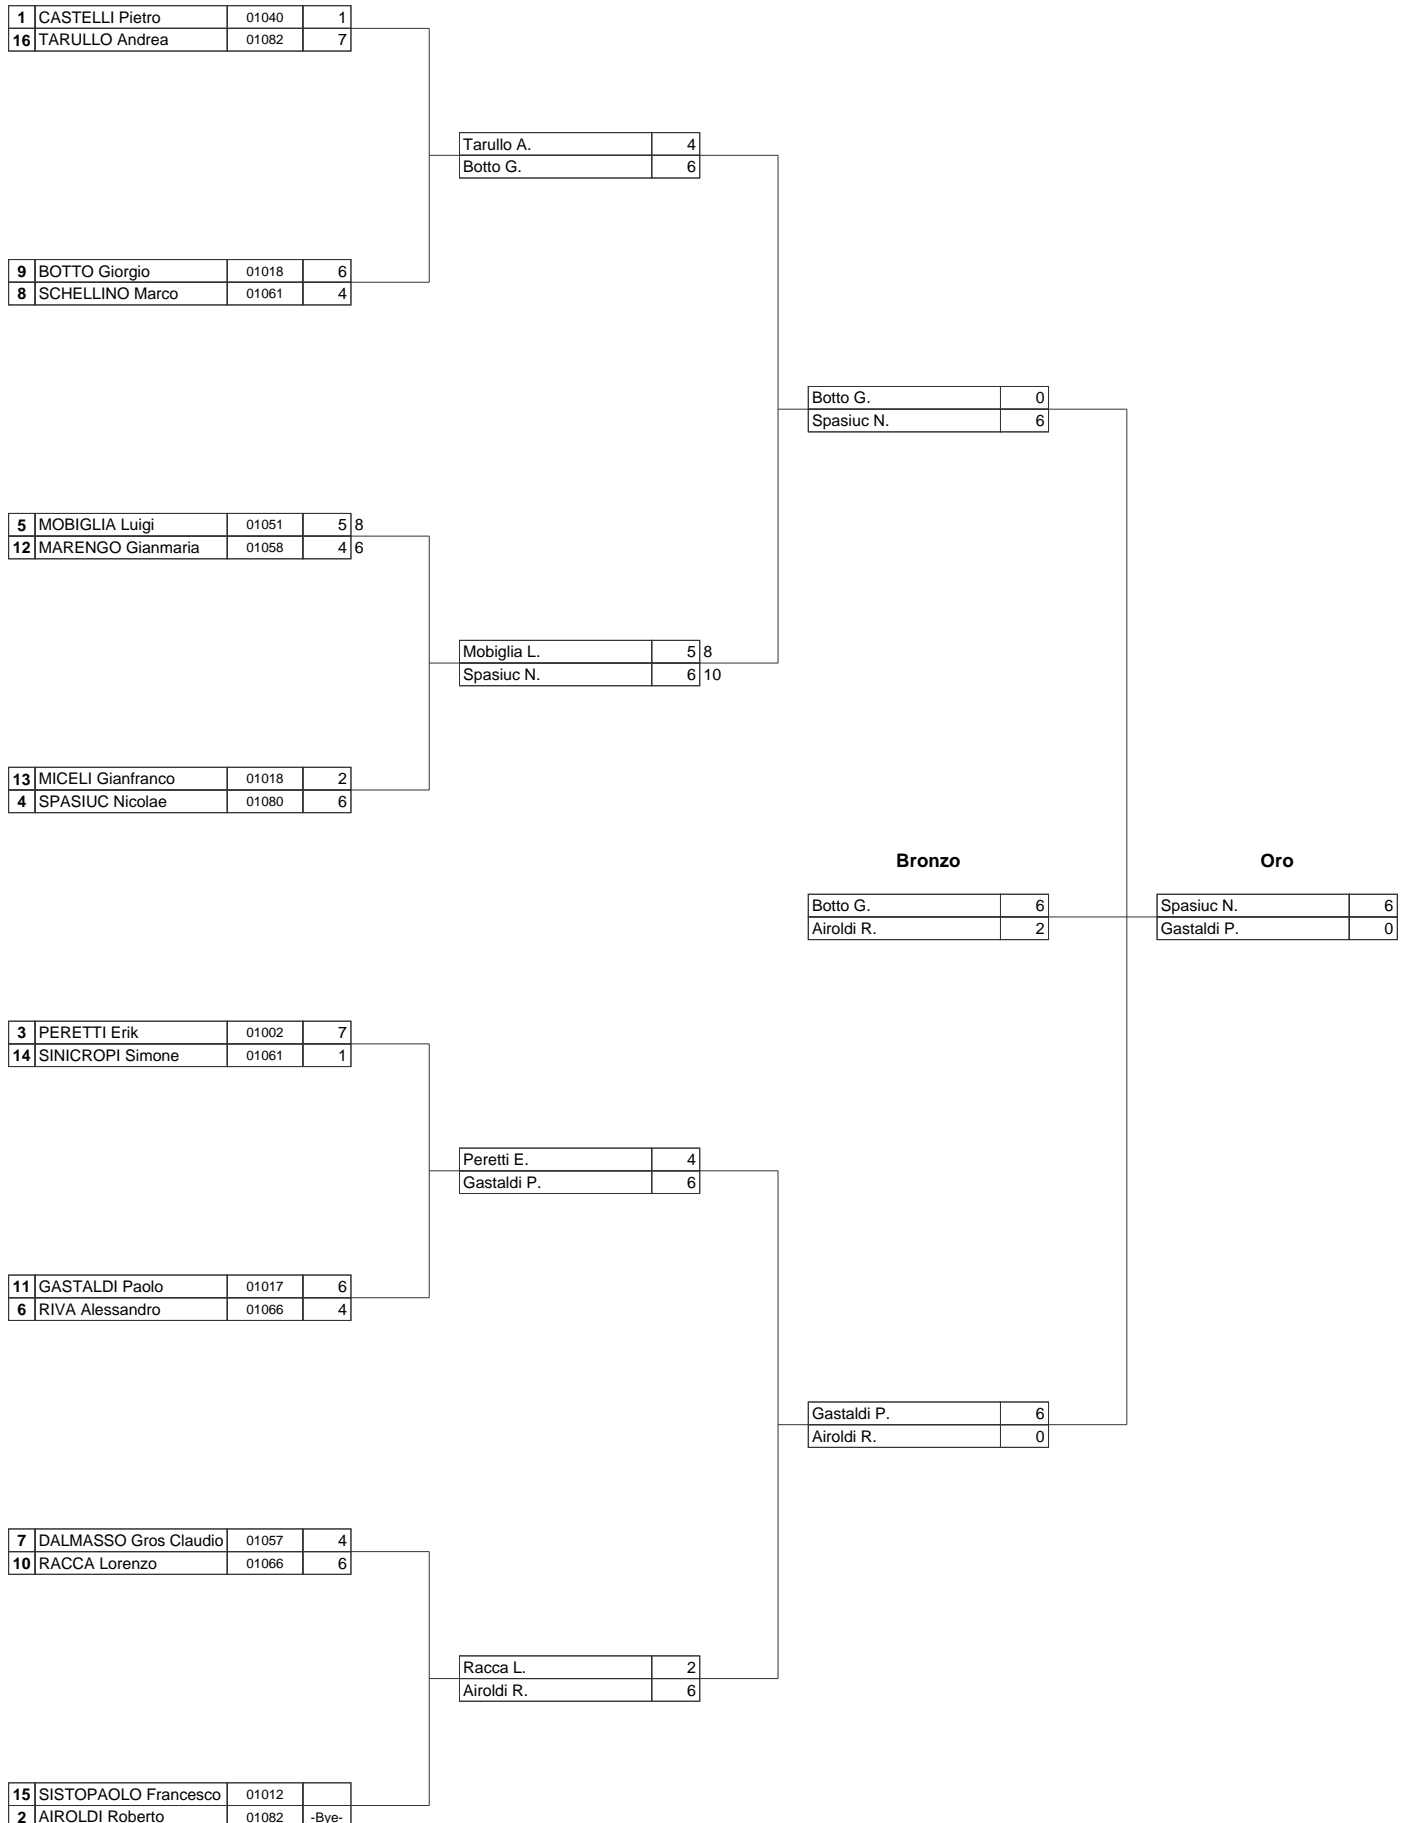 1 CASTELLI Pietro 01040 1
16 TARULLO Andrea 01082 7
Tarullo A. 4
Botto G. 6
9 BOTTO Giorgio 01018 6
8 SCHELLINO Marco 01061 4
Botto G. 0
Spasiuc N. 6
5 MOBIGLIA Luigi 01051 5 8
12 MARENGO Gianmaria 01058 4 6
Mobiglia L. 5 8
Spasiuc N. 6 10
13 MICELI Gianfranco 01018 2
4 SPASIUC Nicolae 01080 6
Bronzo Oro
Botto G. 6 Spasiuc N. 6
Airoldi R. 2 Gastaldi P. 0
3 PERETTI Erik 01002 7
14 SINICROPI Simone 01061 1
Peretti E. 4
Gastaldi P. 6
11 GASTALDI Paolo 01017 6
6 RIVA Alessandro 01066 4
Gastaldi P. 6
Airoldi R. 0
7 DALMASSO Gros Claudio 01057 4
10 RACCA Lorenzo 01066 6
Racca L. 2
Airoldi R. 6
15 SISTOPAOLO Francesco 01012
2 AIROLDI Roberto 01082 -Bye-